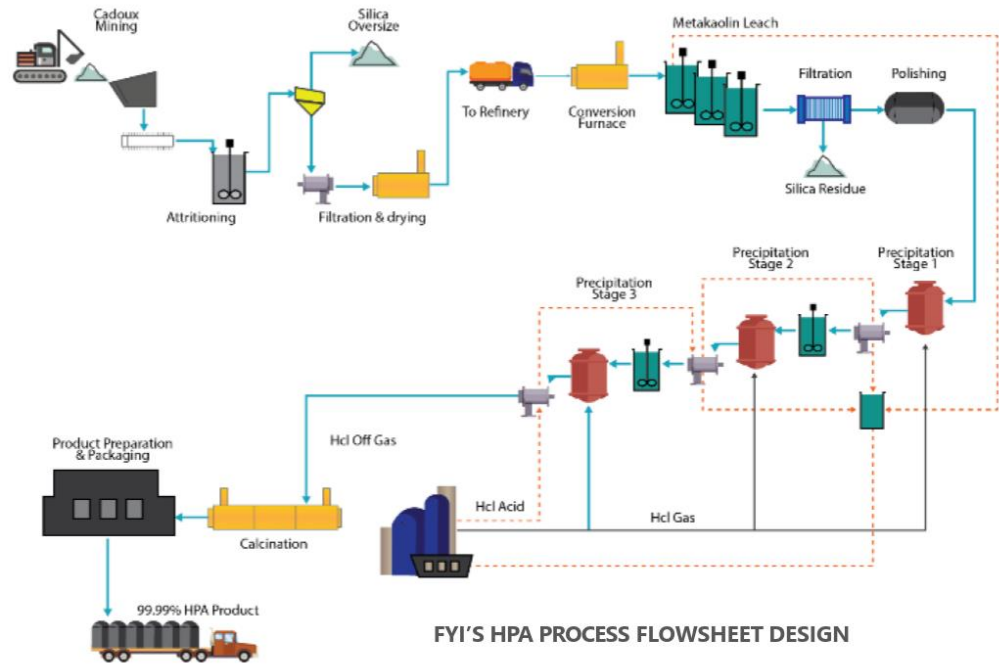 Cadoux
Mining
Silica
Oversize
Metakaolin Leach
Filtration
Polishing
To Refinery
Conversion
Furnace
Silica Residue
Attritioning
Filtration & drying
Precipitation
Stage 3
Precipitation
Stage 2
Precipitation
Stage 1
Hcl Off Gas
Product Preparation
& Packaging
Hcl Acid
Hcl Gas
Calcination
99.99% HPA Product
FYI'S HPA PROCESS FLOWSHEET DESIGN